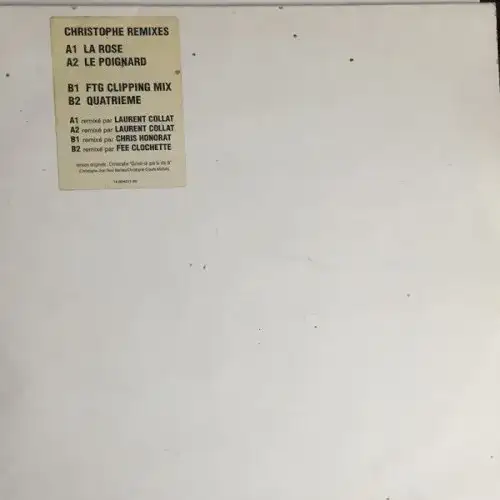 CHRISTOPHE REMIXES
A1 LA ROSE
A2 LE POIGNARD
B1 FTG CLIPPING MIX
B2 QUATRIEME
A1 remixé par LAURENT COLLAT
A2 remixé par LAURENT COLLAT
B1 remixé par CHRIS HONORAT
B2 remixé par FEE CLOCHETTE